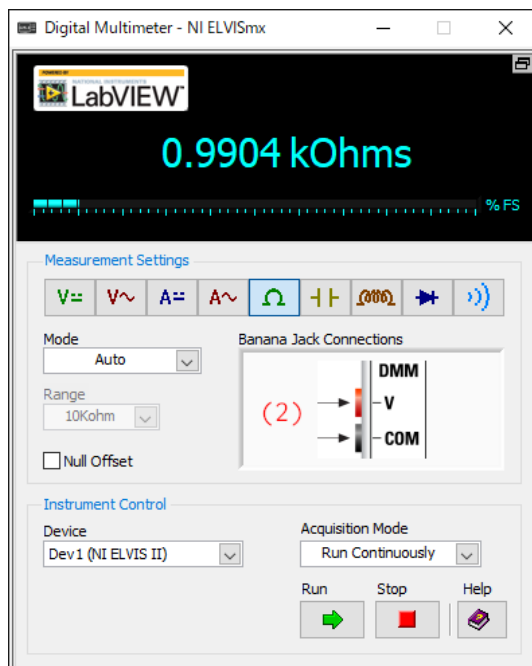 Digital Multimeter - NI ELVISmx
POWERED BY
NATIONAL INSTRUMENTS
LabVIEW™
0.9904 kOhms
% FS
Measurement Settings
V V A A Ω
Mode
Auto
Banana Jack Connections
Range
10Kohm
Null Offset
(2)
DMM
V
COM
Instrument Control
Device
Dev1 (NI ELVIS II)
Acquisition Mode
Run Continuously
Run Stop Help